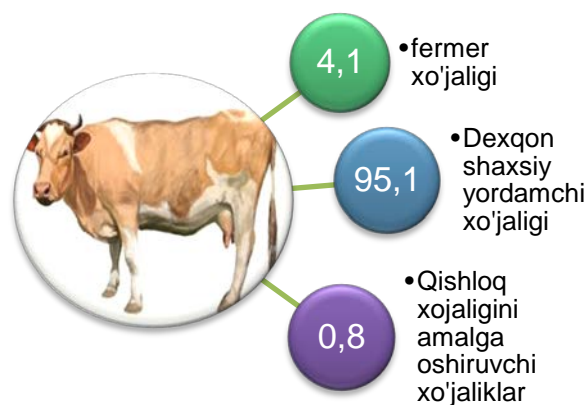 4,1
•fermer
xo'jaligi
95,1
•Dexqon
shaxsiy
yordamchi
xo'jaligi
0,8
•Qishloq
xojaligini
amalga
oshiruvchi
xo'jaliklar